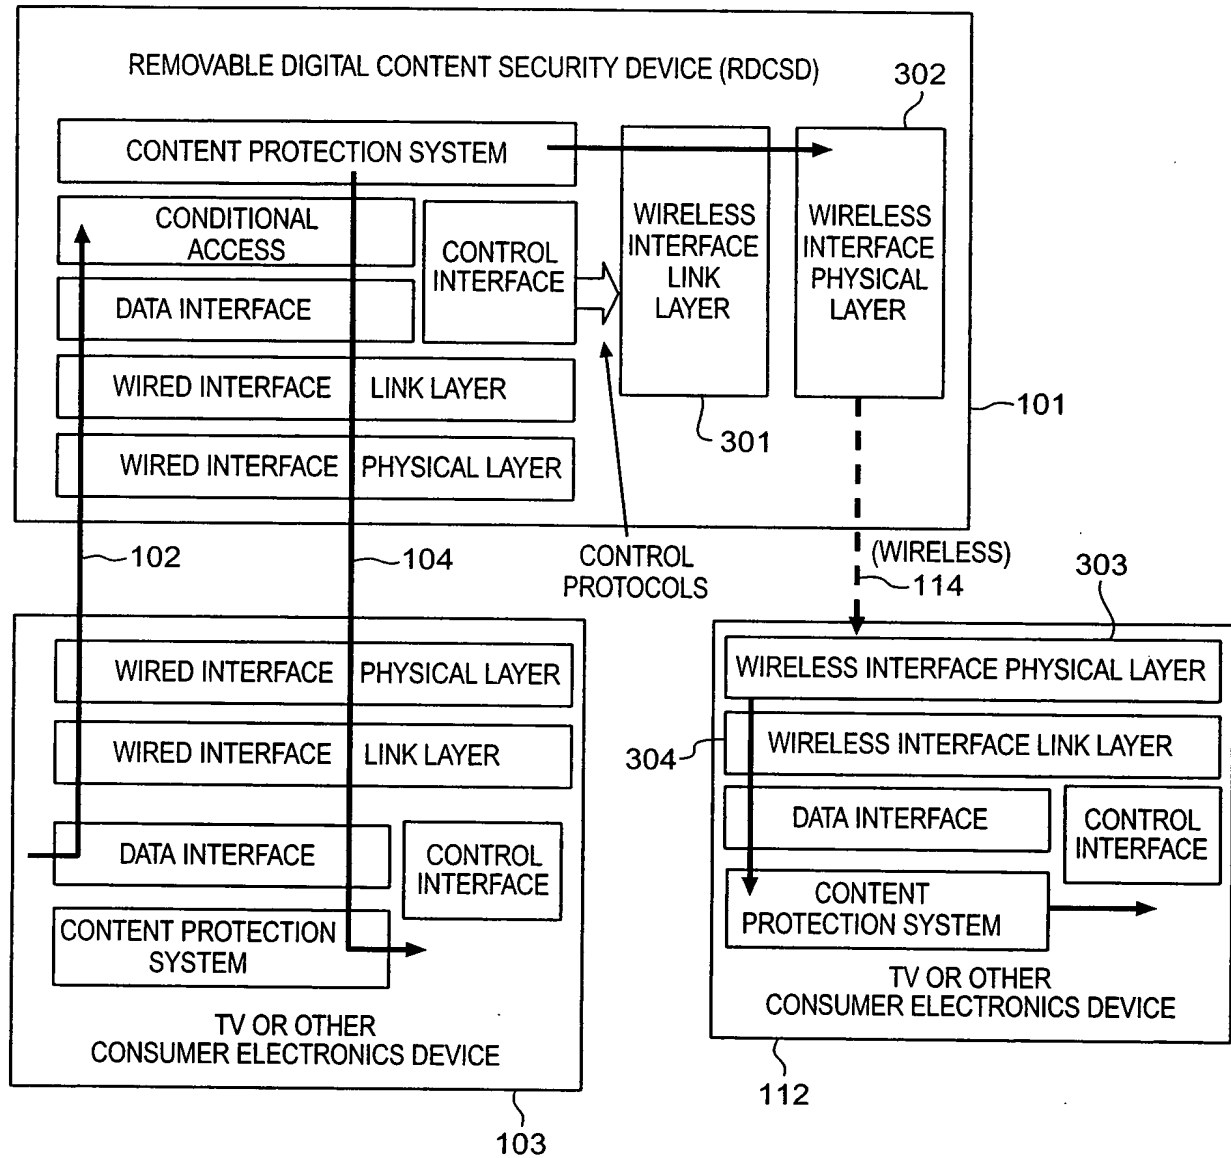 REMOVABLE DIGITAL CONTENT SECURITY DEVICE (RDCSD)
302
CONTENT PROTECTION SYSTEM
CONDITIONAL
ACCESS
CONTROL
INTERFACE
DATA INTERFACE
WIRED INTERFACE LINK LAYER
WIRED INTERFACE PHYSICAL LAYER
WIRELESS
INTERFACE
LINK
LAYER
WIRELESS
INTERFACE
PHYSICAL
LAYER
301
101
102
104
CONTROL
PROTOCOLS
(WIRELESS)
114
303
WIRED INTERFACE PHYSICAL LAYER
WIRED INTERFACE LINK LAYER
DATA INTERFACE
CONTROL
INTERFACE
CONTENT PROTECTION
SYSTEM
TV OR OTHER
CONSUMER ELECTRONICS DEVICE
103
WIRELESS INTERFACE PHYSICAL LAYER
304
WIRELESS INTERFACE LINK LAYER
DATA INTERFACE
CONTROL
INTERFACE
CONTENT
PROTECTION SYSTEM
TV OR OTHER
CONSUMER ELECTRONICS DEVICE
112